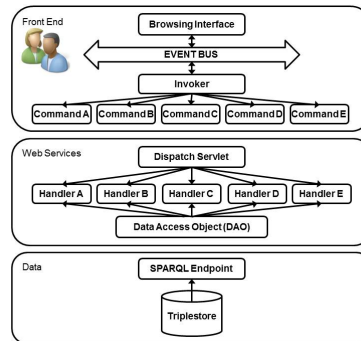 Front End
Browsing Interface
EVENT BUS
Invoker
Command A Command B Command C Command D Command E
Web Services
Dispatch Servlet
Handler A Handler B Handler C Handler D Handler E
Data Access Object (DAO)
Data
SPARQL Endpoint
Triplestore